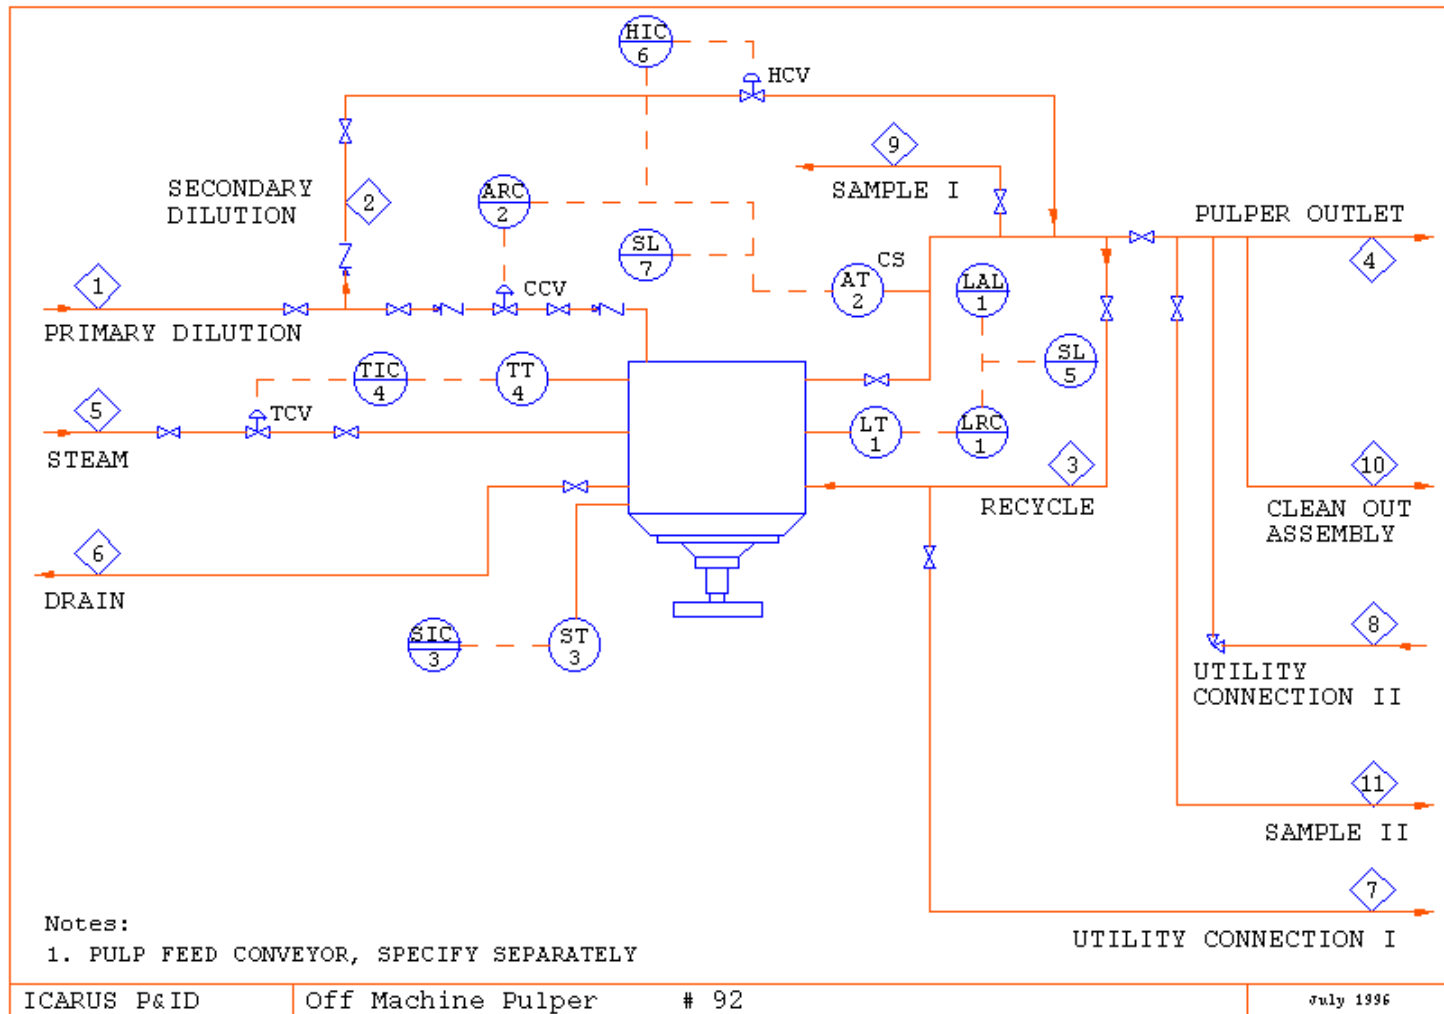 HIC
6
HCV
9
SAMPLE I
SECONDARY
DILUTION
2
ARC
2
PULPER OUTLET
4
SL
7
CS
AT
2
LAL
1
1
PRIMARY DILUTION
CCV
SL
5
TIC
4
TT
4
5
STEAM
TCV
LT
1
LRC
1
3
RECYCLE
10
CLEAN OUT
ASSEMBLY
6
DRAIN
SIC
3
ST
3
8
UTILITY
CONNECTION II
11
SAMPLE II
7
UTILITY CONNECTION I
Notes:
1. PULP FEED CONVEYOR, SPECIFY SEPARATELY
ICARUS P&ID
Off Machine Pulper # 92
July 1996